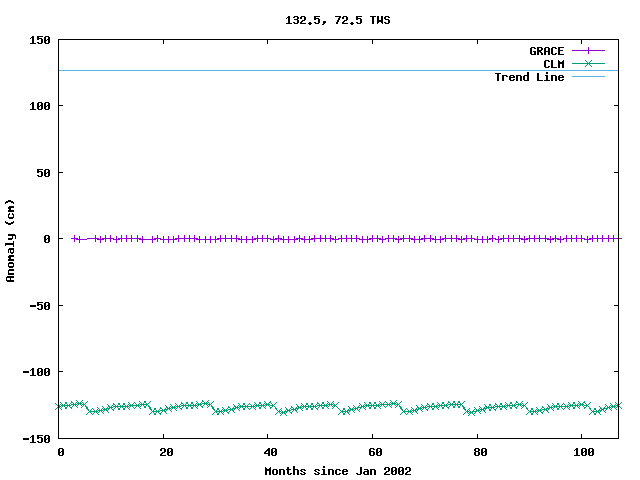 132.5, 72.5 TWS
GRACE
CLM
Trend Line
150
100
50
0
-50
-100
-150
Anomaly (cm)
0 20 40 60 80 100
Months since Jan 2002